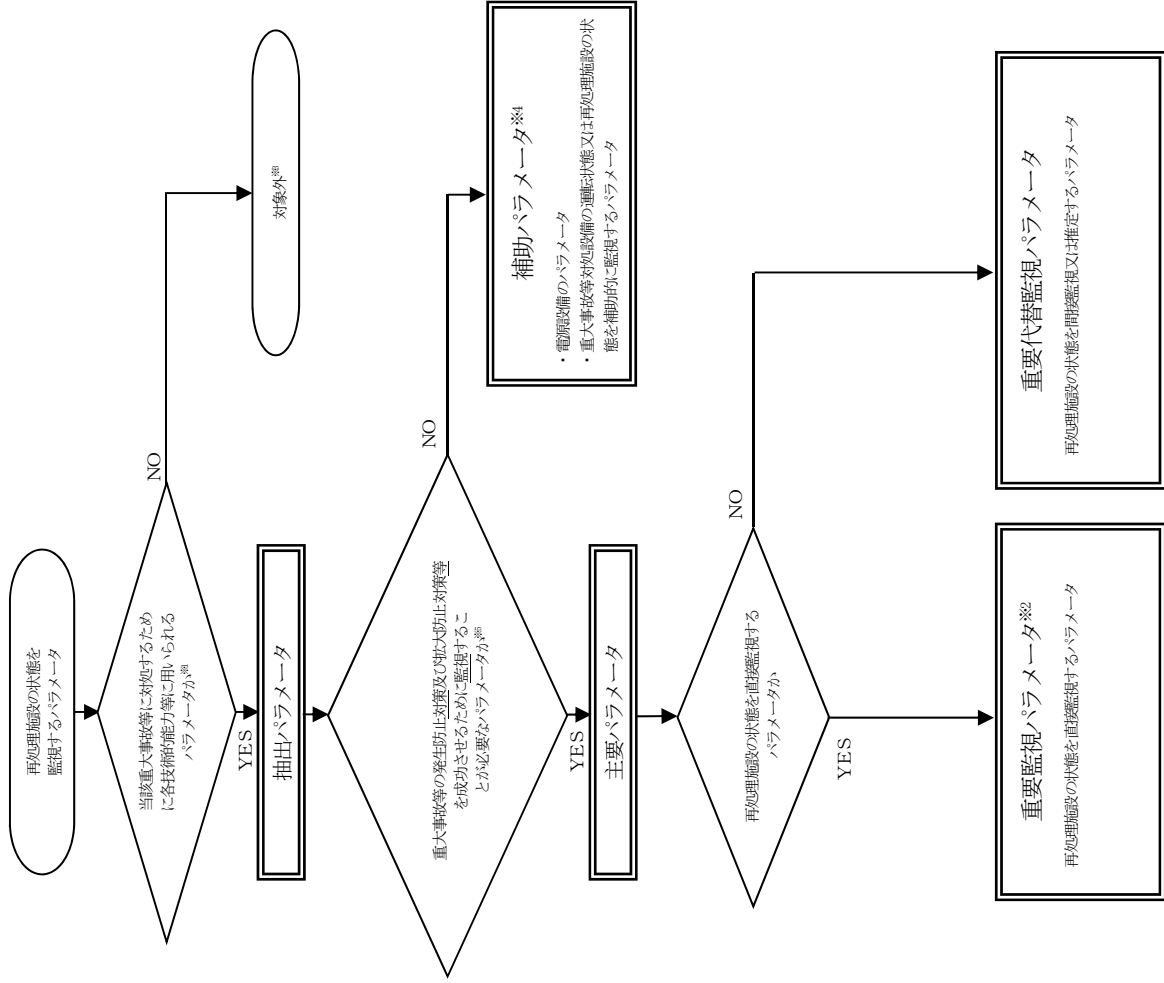 再処理施設の状態を
監視するパラメータ
当該重大事故等に対処するため
に各技術的能力等に用いられる
パラメータか※
NO
対象外※
YES
抽出パラメータ
重大事故等の発生防止対策及び拡大防止対策等
を成功させるために監視するこ
とが必要なパラメータか※
NO
補助パラメータ※4
・電源設備のパラメータ
・重大事故等対処設備の運転状態又は再処理施設の状
態を補助的に監視するパラメータ
YES
主要パラメータ
再処理施設の状態を直接監視する
パラメータか
NO
YES
重要監視パラメータ※2
再処理施設の状態を直接監視するパラメータ
重要代替監視パラメータ
再処理施設の状態を間接監視又は推定するパラメータ